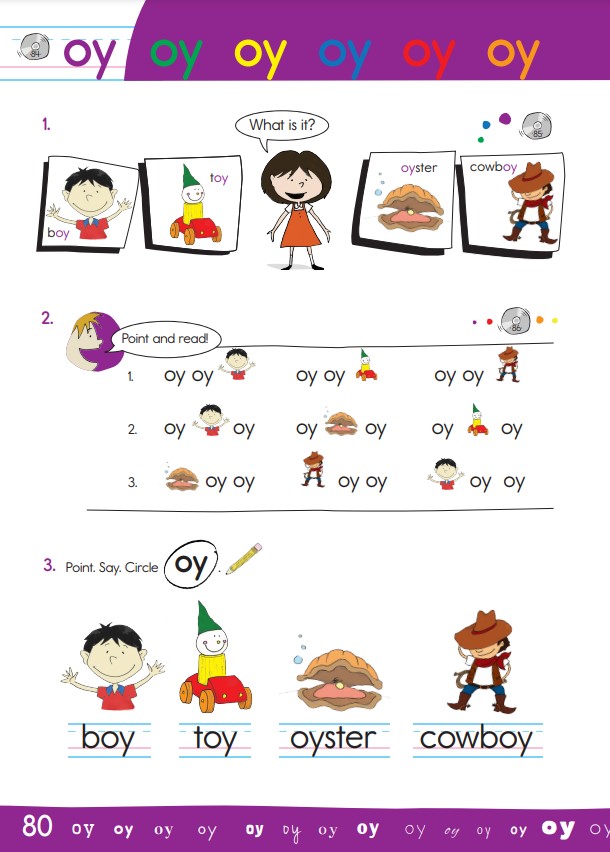 84 oy oy oy oy oy oy
1.
What is it?
85
boy
toy
oyster
cowboy
2.
Point and read!
86
1. oy oy oy oy oy oy
2. oy oy oy oy oy oy
3. oy oy oy oy oy oy
3. Point. Say. Circle oy.
boy toy oyster cowboy
80 oy oy oy oy oy oy oy oy oy oy oy oy oy oy